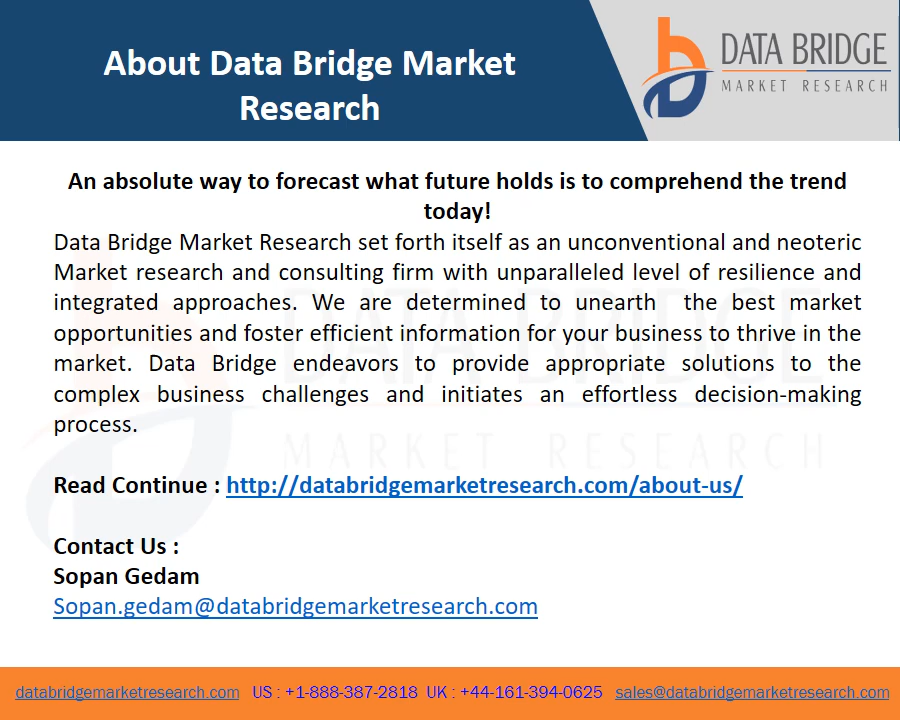 About Data Bridge Market
Research
DATA BRIDGE
MARKET RESEARCH
An absolute way to forecast what future holds is to comprehend the trend
today!
Data Bridge Market Research set forth itself as an unconventional and neoteric
Market research and consulting firm with unparalleled level of resilience and
integrated approaches. We are determined to unearth the best market
opportunities and foster efficient information for your business to thrive in the
market. Data Bridge endeavors to provide appropriate solutions to the
complex business challenges and initiates an effortless decision-making
process.
DATA BRIDGE
MARKET RESEARCH
Read Continue : http://databridgemarketresearch.com/about-us/
Contact Us :
Sopan Gedam
Sopan.gedam@databridgemarketresearch.com
databridgemarketresearch.com US : +1-888-387-2818 UK : +44-161-394-0625 sales@databridgemarketresearch.com